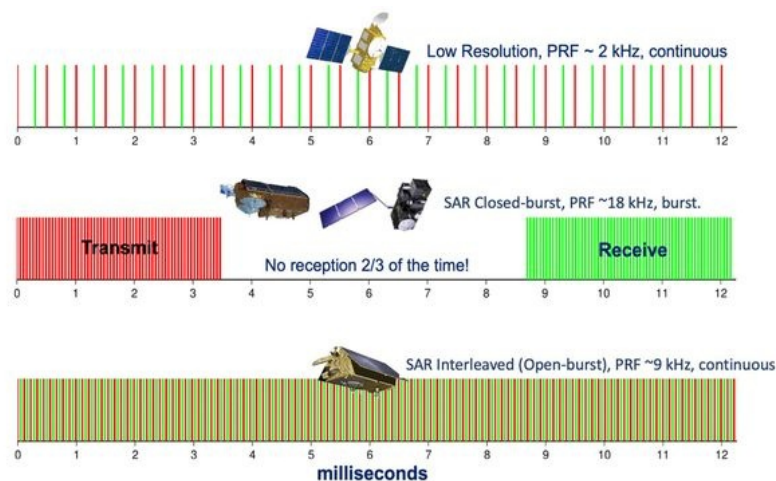 Low Resolution, PRF ~ 2 kHz, continuous
0 1 2 3 4 5 6 7 8 9 10 11 12
SAR Closed-burst, PRF ~18 kHz, burst.
Transmit
Receive
No reception 2/3 of the time!
0 1 2 3 4 5 6 7 8 9 10 11 12
SAR Interleaved (Open-burst), PRF ~9 kHz, continuous
0 1 2 3 4 5 6 7 8 9 10 11 12
milliseconds